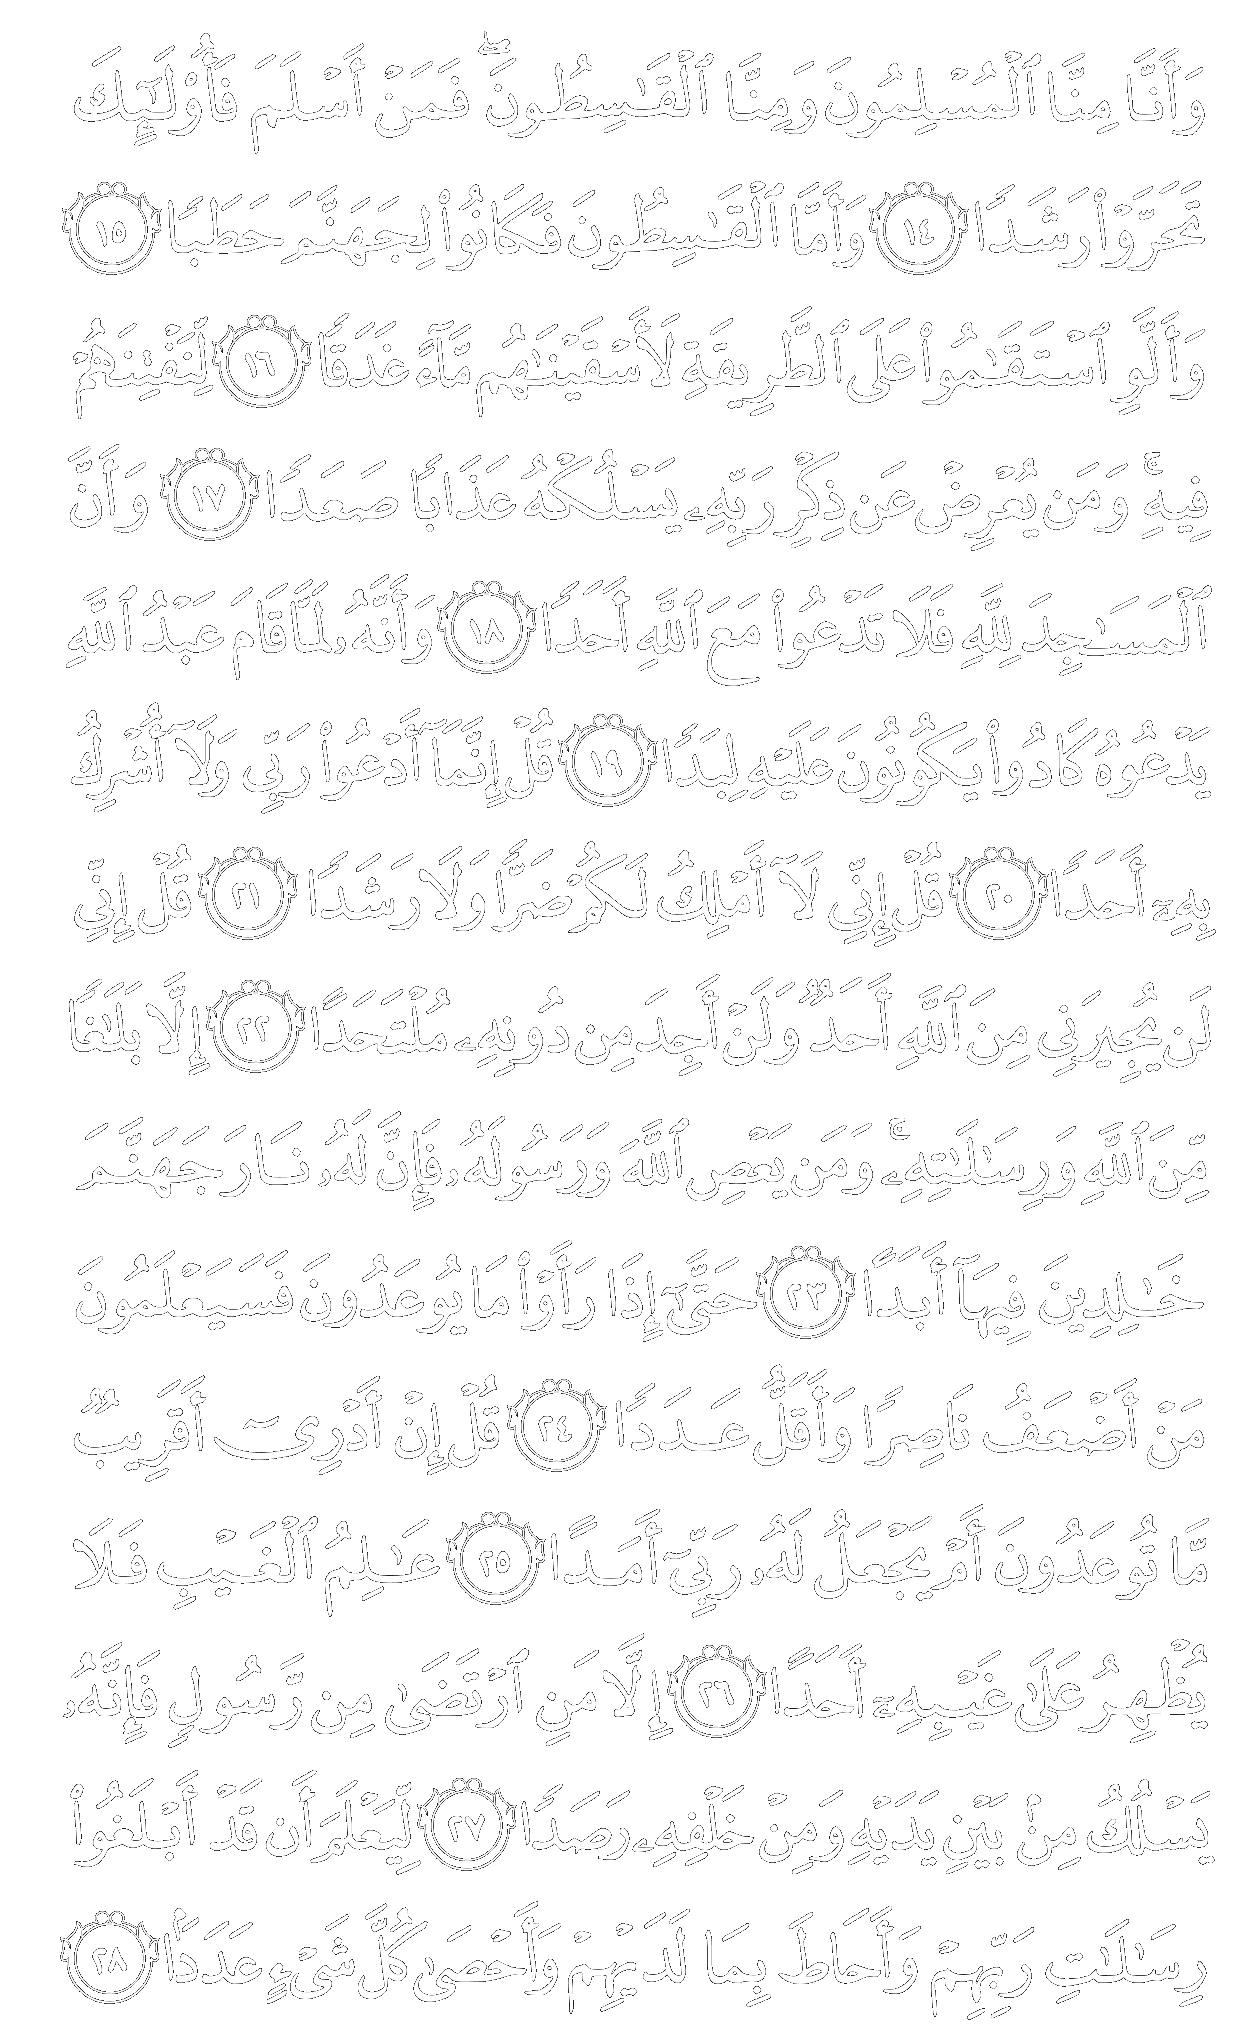 وَأَنَّا مِنَّا ٱلْمُسْلِمُونَ وَمِنَّا ٱلْقَـٰسِطُونَ ۖ فَمَنْ أَسْلَمَ فَأُو۟لَـٰٓئِكَ
تَحَرَّوْا۟ رَشَدًا ١٤ وَأَمَّا ٱلْقَـٰسِطُونَ فَكَانُوا۟ لِجَهَنَّمَ حَطَبًا ١٥
وَأَلَّوِ ٱسْتَقَـٰمُوا۟ عَلَى ٱلطَّرِيقَةِ لَأَسْقَيْنَـٰهُم مَّآءً غَدَقًا ١٦ لِّنَفْتِنَهُمْ
فِيهِ ۚ وَمَن يُعْرِضْ عَن ذِكْرِ رَبِّهِۦ يَسْلُكْهُ عَذَابًا صَعَدًا ١٧ وَأَنَّ
ٱلْمَسَـٰجِدَ لِلَّهِ فَلَا تَدْعُوا۟ مَعَ ٱللَّهِ أَحَدًا ١٨ وَأَنَّهُۥ لَمَّا قَامَ عَبْدُ ٱللَّهِ
يَدْعُوهُ كَادُوا۟ يَكُونُونَ عَلَيْهِ لِبَدًا ١٩ قُلْ إِنَّمَآ أَدْعُوا۟ رَبِّى وَلَآ أُشْرِكُ
بِهِۦٓ أَحَدًا ٢٠ قُلْ إِنِّى لَآ أَمْلِكُ لَكُمْ ضَرًّا وَلَا رَشَدًا ٢١ قُلْ إِنِّى
لَن يُجِيرَنِى مِنَ ٱللَّهِ أَحَدٌ وَلَنْ أَجِدَ مِن دُونِهِۦ مُلْتَحَدًا ٢٢ إِلَّا بَلَـٰغًا
مِّنَ ٱللَّهِ وَرِسَـٰلَـٰتِهِۦ ۚ وَمَن يَعْصِ ٱللَّهَ وَرَسُولَهُۥ فَإِنَّ لَهُۥ نَارَ جَهَنَّمَ
خَـٰلِدِينَ فِيهَآ أَبَدًا ٢٣ حَتَّىٰٓ إِذَا رَأَوْا۟ مَا يُوعَدُونَ فَسَيَعْلَمُونَ
مَنْ أَضْعَفُ نَاصِرًا وَأَقَلُّ عَدَدًا ٢٤ قُلْ إِنْ أَدْرِىٓ أَقَرِيبٌ
مَّا تُوعَدُونَ أَمْ يَجْعَلُ لَهُۥ رَبِّىٓ أَمَدًا ٢٥ عَـٰلِمُ ٱلْغَيْبِ فَلَا
يُظْهِرُ عَلَىٰ غَيْبِهِۦٓ أَحَدًا ٢٦ إِلَّا مَنِ ٱرْتَضَىٰ مِن رَّسُولٍ فَإِنَّهُۥ
يَسْلُكُ مِنۢ بَيْنِ يَدَيْهِ وَمِنْ خَلْفِهِۦ رَصَدًا ٢٧ لِّيَعْلَمَ أَن قَدْ أَبْلَغُوا۟
رِسَـٰلَـٰتِ رَبِّهِمْ وَأَحَاطَ بِمَا لَدَيْهِمْ وَأَحْصَىٰ كُلَّ شَىْءٍ عَدَدًۢا ٢٨